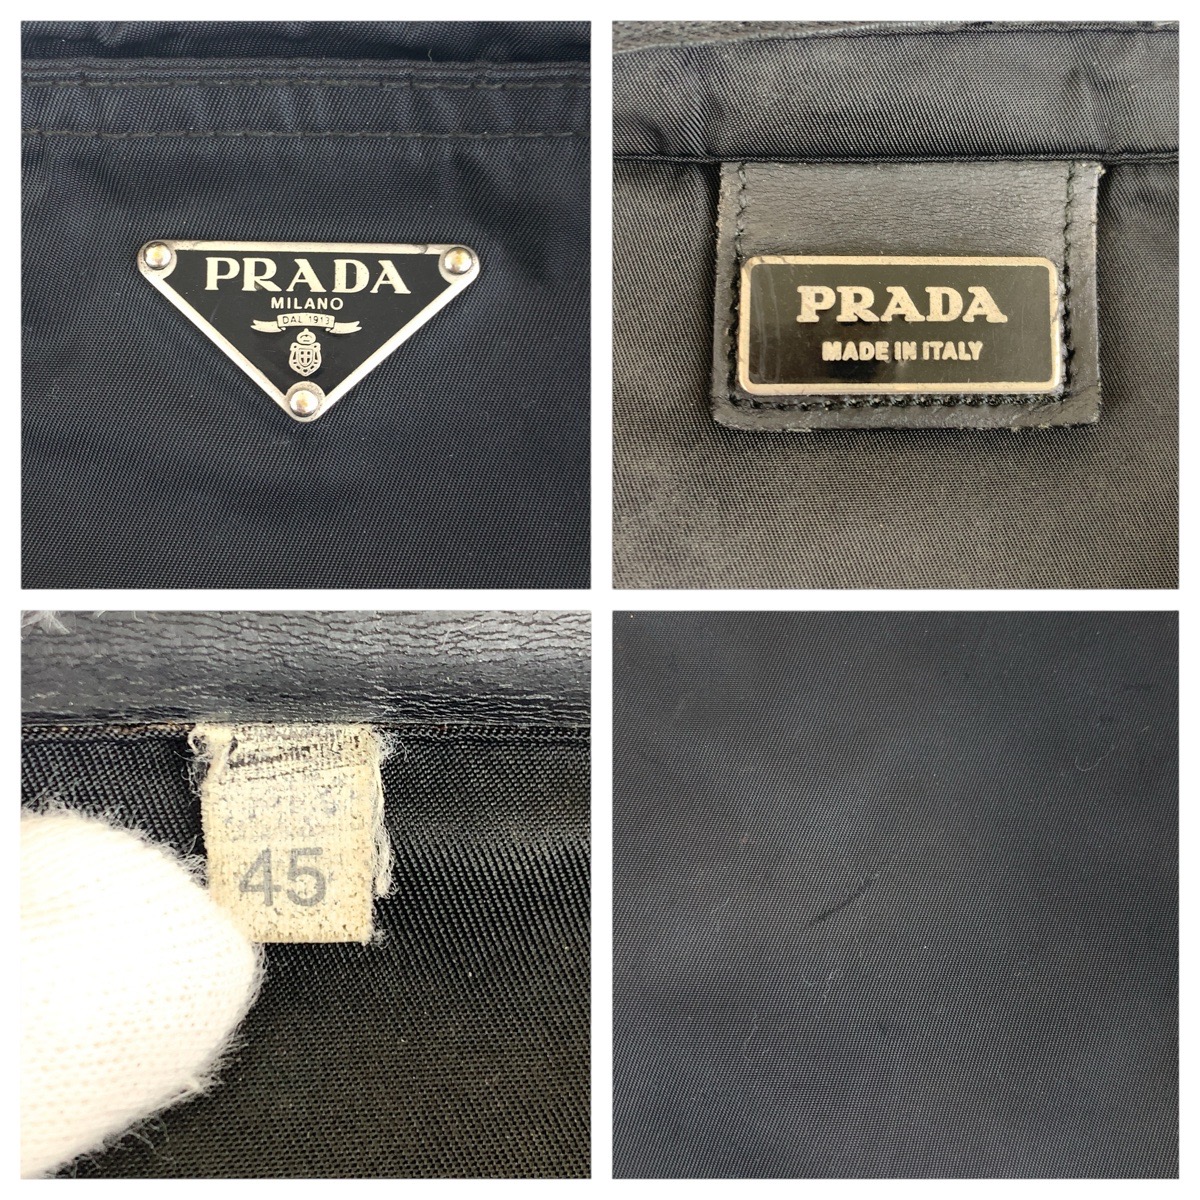 PRADA
MILANO
DAL 1913
PRADA
MADE IN ITALY
45